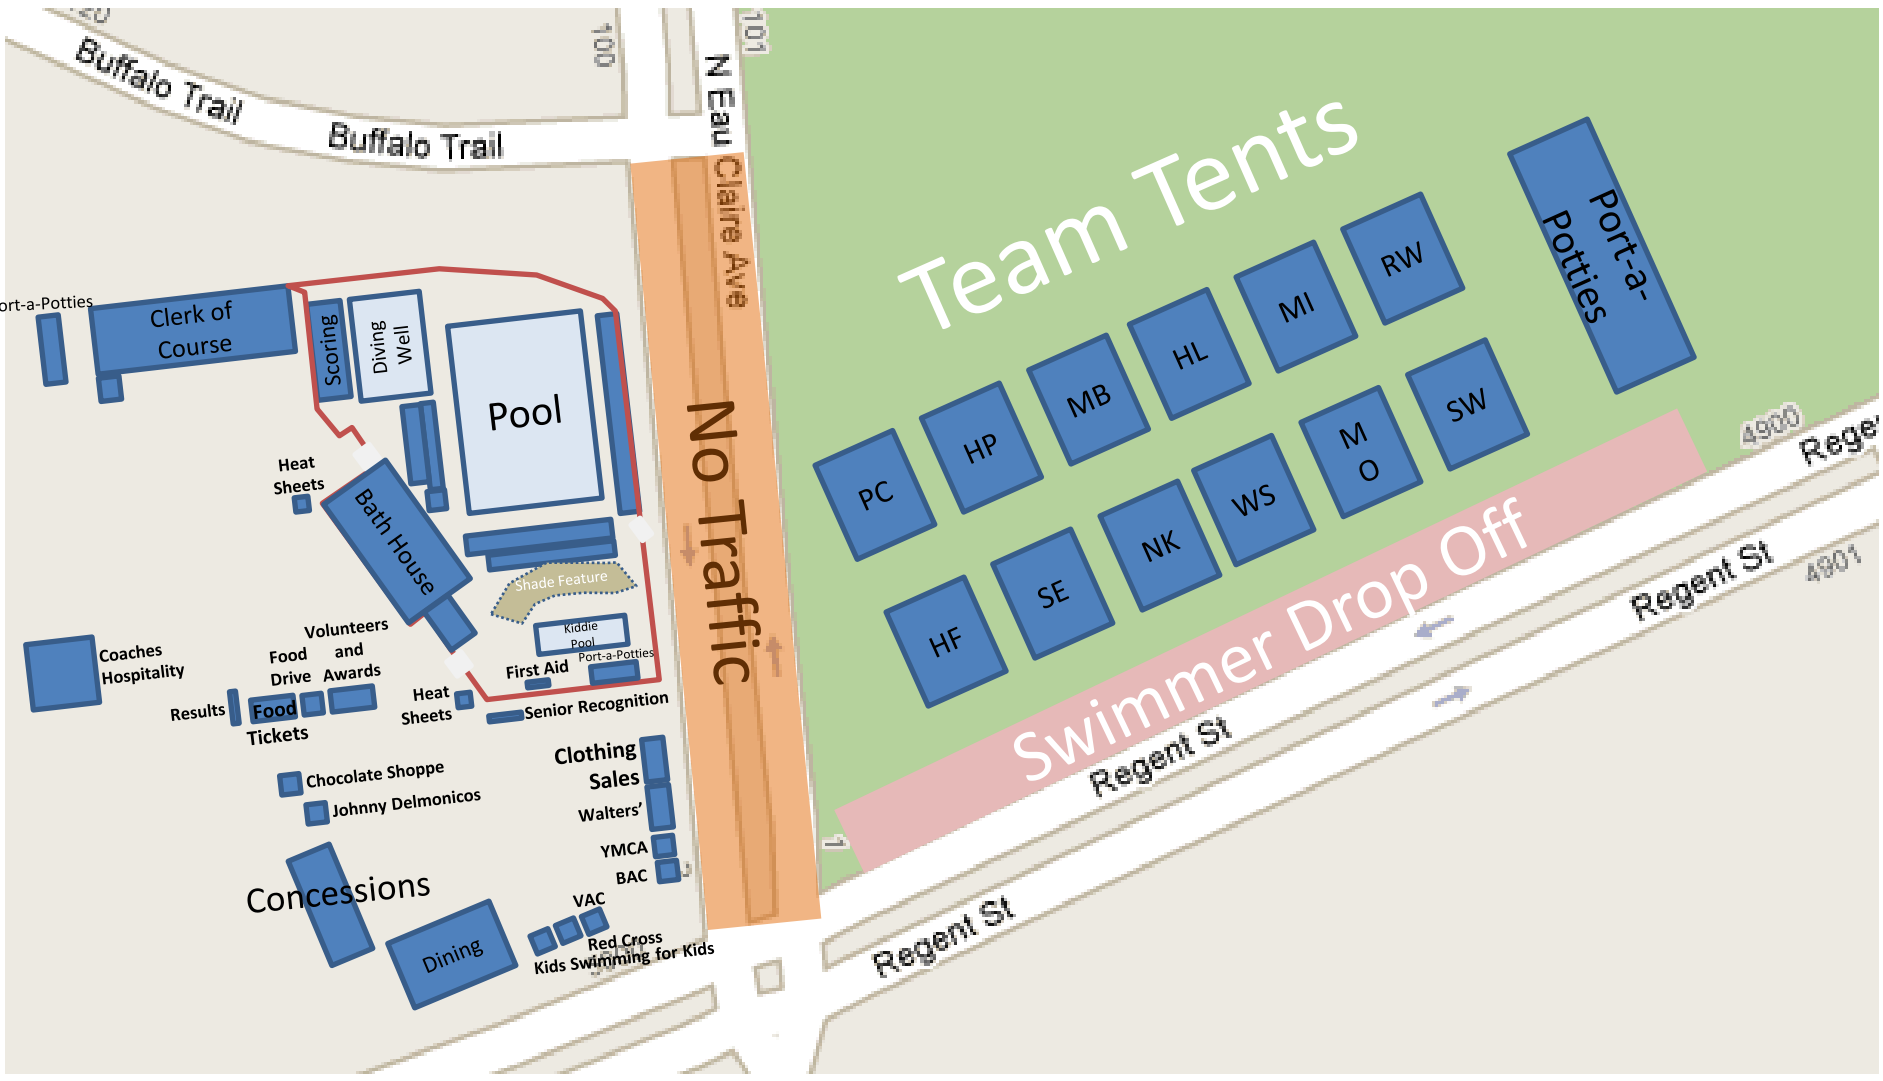 720
Buffalo Trail
Buffalo Trail
100
101
N Eau Claire Ave
No Traffic
Team Tents
Port-a-
Potties
RW
MI
HL
MB
HP
PC
SW
M
O
WS
NK
SE
HF
Swimmer Drop Off
4900
Reger
Regent St
4901
Regent St
Regent St
1
ort-a-Potties
Clerk of
Course
Scoring
Diving
Well
Pool
Heat
Sheets
Bath House
Shade Feature
Kiddie
Pool
Port-a-Potties
First Aid
Senior Recognition
Heat
Sheets
Coaches
Hospitality
Volunteers
and
Awards
Food
Drive
Results
Food
Tickets
Chocolate Shoppe
Johnny Delmonicos
Clothing
Sales
Walters’
YMCA
BAC
Concessions
Dining
VAC
Red Cross
Kids Swimming for Kids